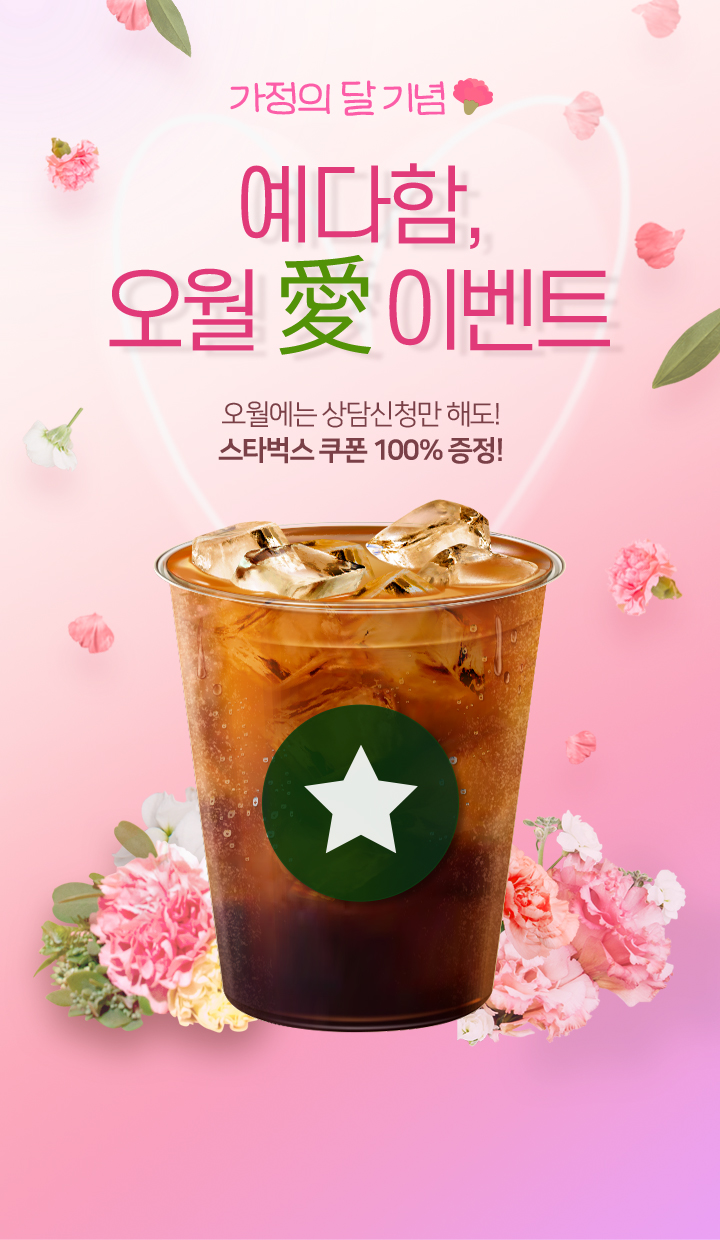 가정의 달 기념
예다함,
오월 愛 이벤트
오월에는 상담신청만 해도!
스타벅스 쿠폰 100% 증정!